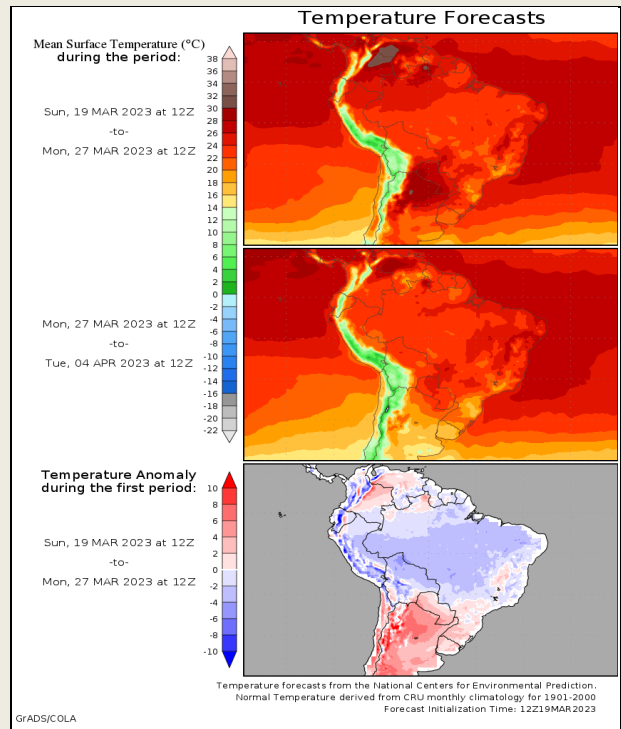 Temperature Forecasts
Mean Surface Temperature (°C)
during the period:
Sun, 19 MAR 2023 at 12Z
-to-
Mon, 27 MAR 2023 at 12Z
38
36
34
32
30
28
26
24
22
20
18
16
14
12
10
8
6
4
2
0
-2
-4
-6
-8
-10
-12
-14
-16
-18
-20
-22
Mon, 27 MAR 2023 at 12Z
-to-
Tue, 04 APR 2023 at 12Z
Temperature Anomaly
during the first period:
Sun, 19 MAR 2023 at 12Z
-to-
Mon, 27 MAR 2023 at 12Z
10
8
6
4
2
0
-2
-4
-6
-8
-10
Temperature forecasts from the National Centers for Environmental Prediction.
Normal Temperature derived from CRU monthly climatology for 1901-2000
Forecast Initialization Time: 12Z19MAR2023
GrADS/COLA